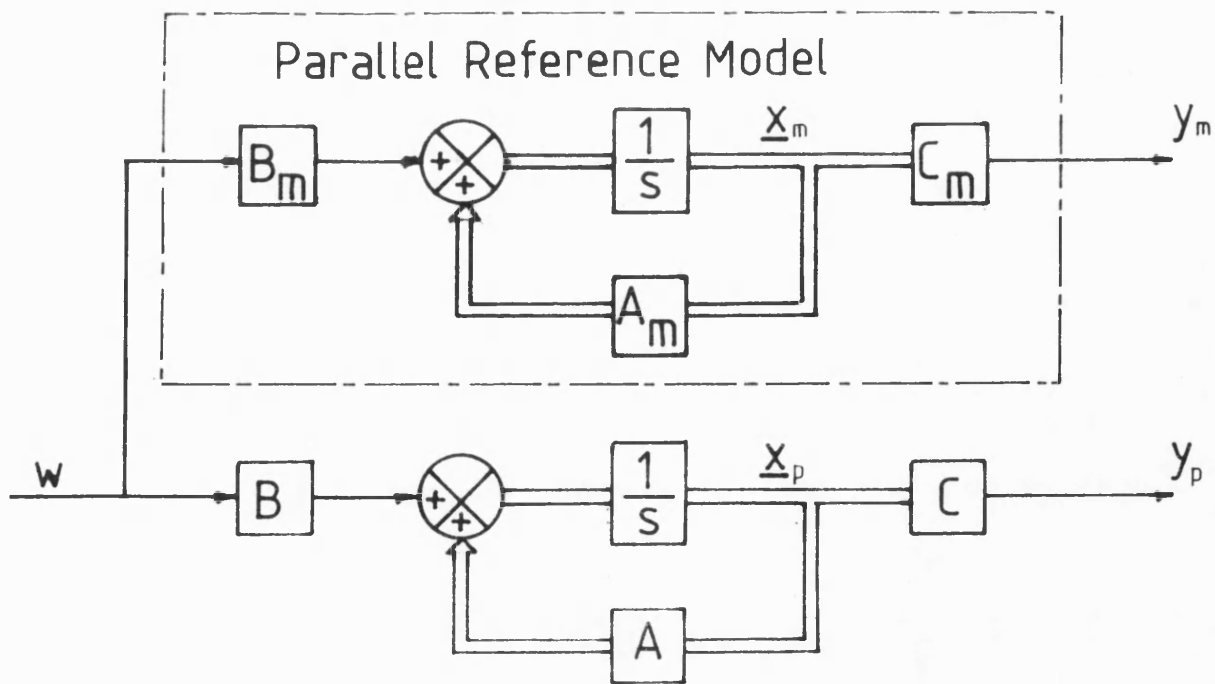 Parallel Reference Model
B_m
+
+
1
s
x_m
C_m
y_m
A_m
w
B
+
+
1
s
x_p
C
y_p
A